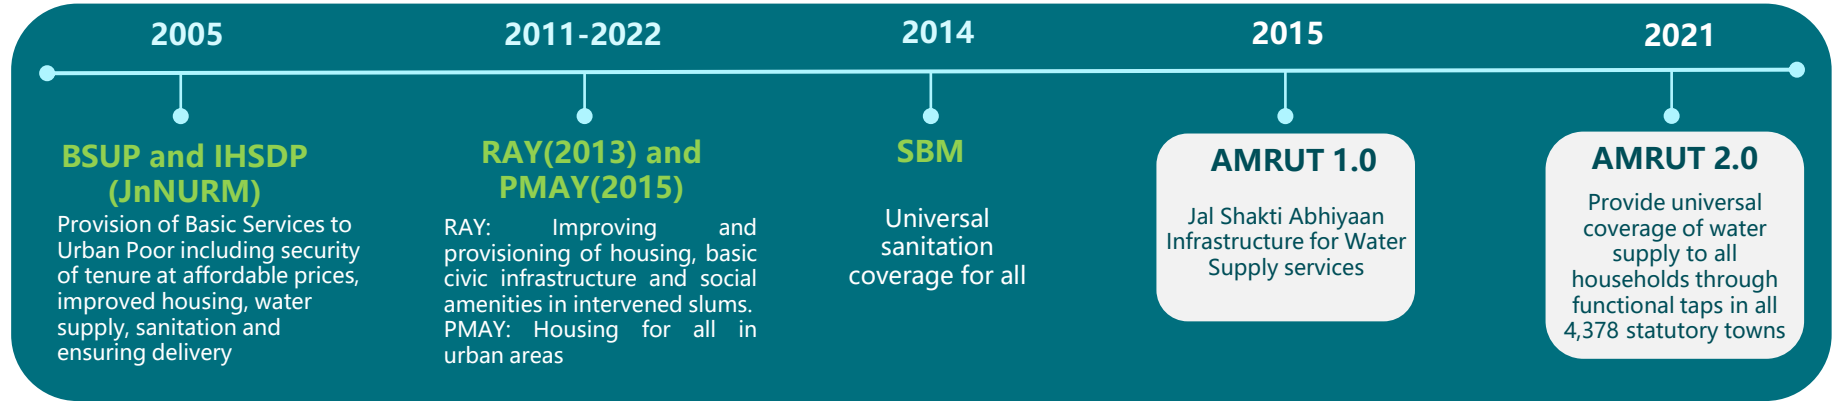 2005
BSUP and IHSDP
(JnNURM)
Provision of Basic Services to
Urban Poor including security
of tenure at affordable prices,
improved housing, water
supply, sanitation and
ensuring delivery
2011-2022
RAY(2013) and
PMAY(2015)
RAY: Improving and
provisioning of housing, basic
civic infrastructure and social
amenities in intervened slums.
PMAY: Housing for all in
urban areas
2014
SBM
Universal
sanitation
coverage for all
2015
AMRUT 1.0
Jal Shakti Abhiyaan
Infrastructure for Water
Supply services
2021
AMRUT 2.0
Provide universal
coverage of water
supply to all
households through
functional taps in all
4,378 statutory towns